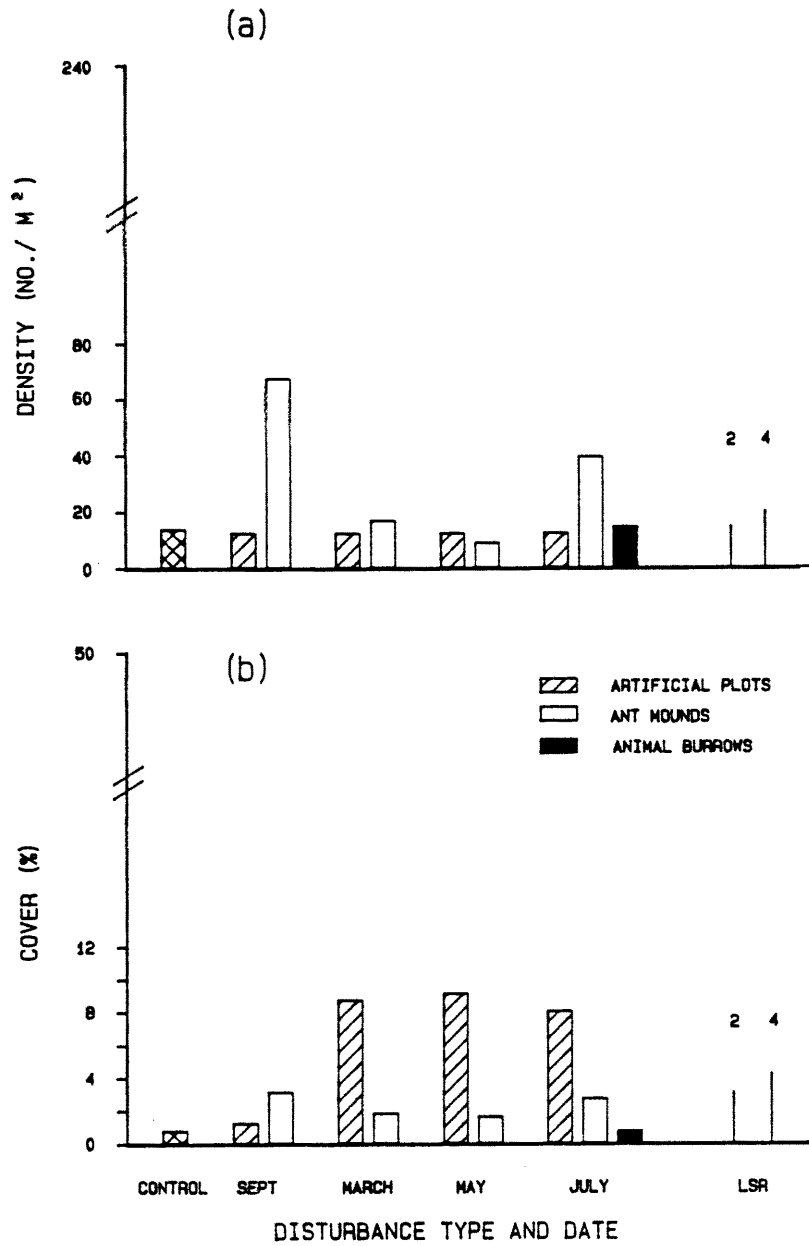 (a)
240
DENSITY (NO./ M²)
80
60
40
20
0
2
4
(b)
50
ARTIFICIAL PLOTS
ANT MOUNDS
ANIMAL BURROWS
COVER (%)
12
8
4
0
2
4
CONTROL SEPT MARCH MAY JULY LSR
DISTURBANCE TYPE AND DATE